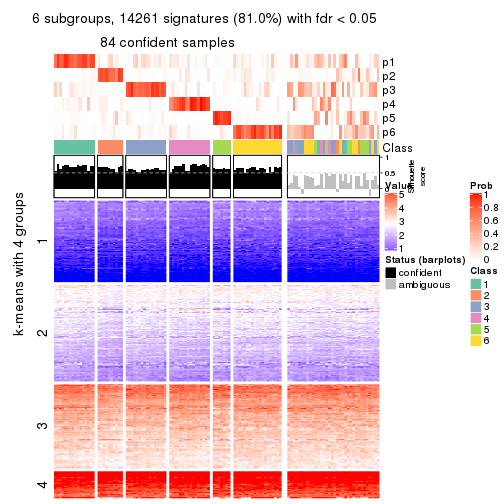 6 subgroups, 14261 signatures (81.0%) with fdr < 0.05
84 confident samples
p1
p2
p3
p4
p5
p6
Class
1
0.5
0
Silhouette
score
k-means with 4 groups
1
2
3
4
Value
5
4
3
2
1
Status (barplots)
confident
ambiguous
Prob
1
0.8
0.6
0.4
0.2
0
Class
1
2
3
4
5
6